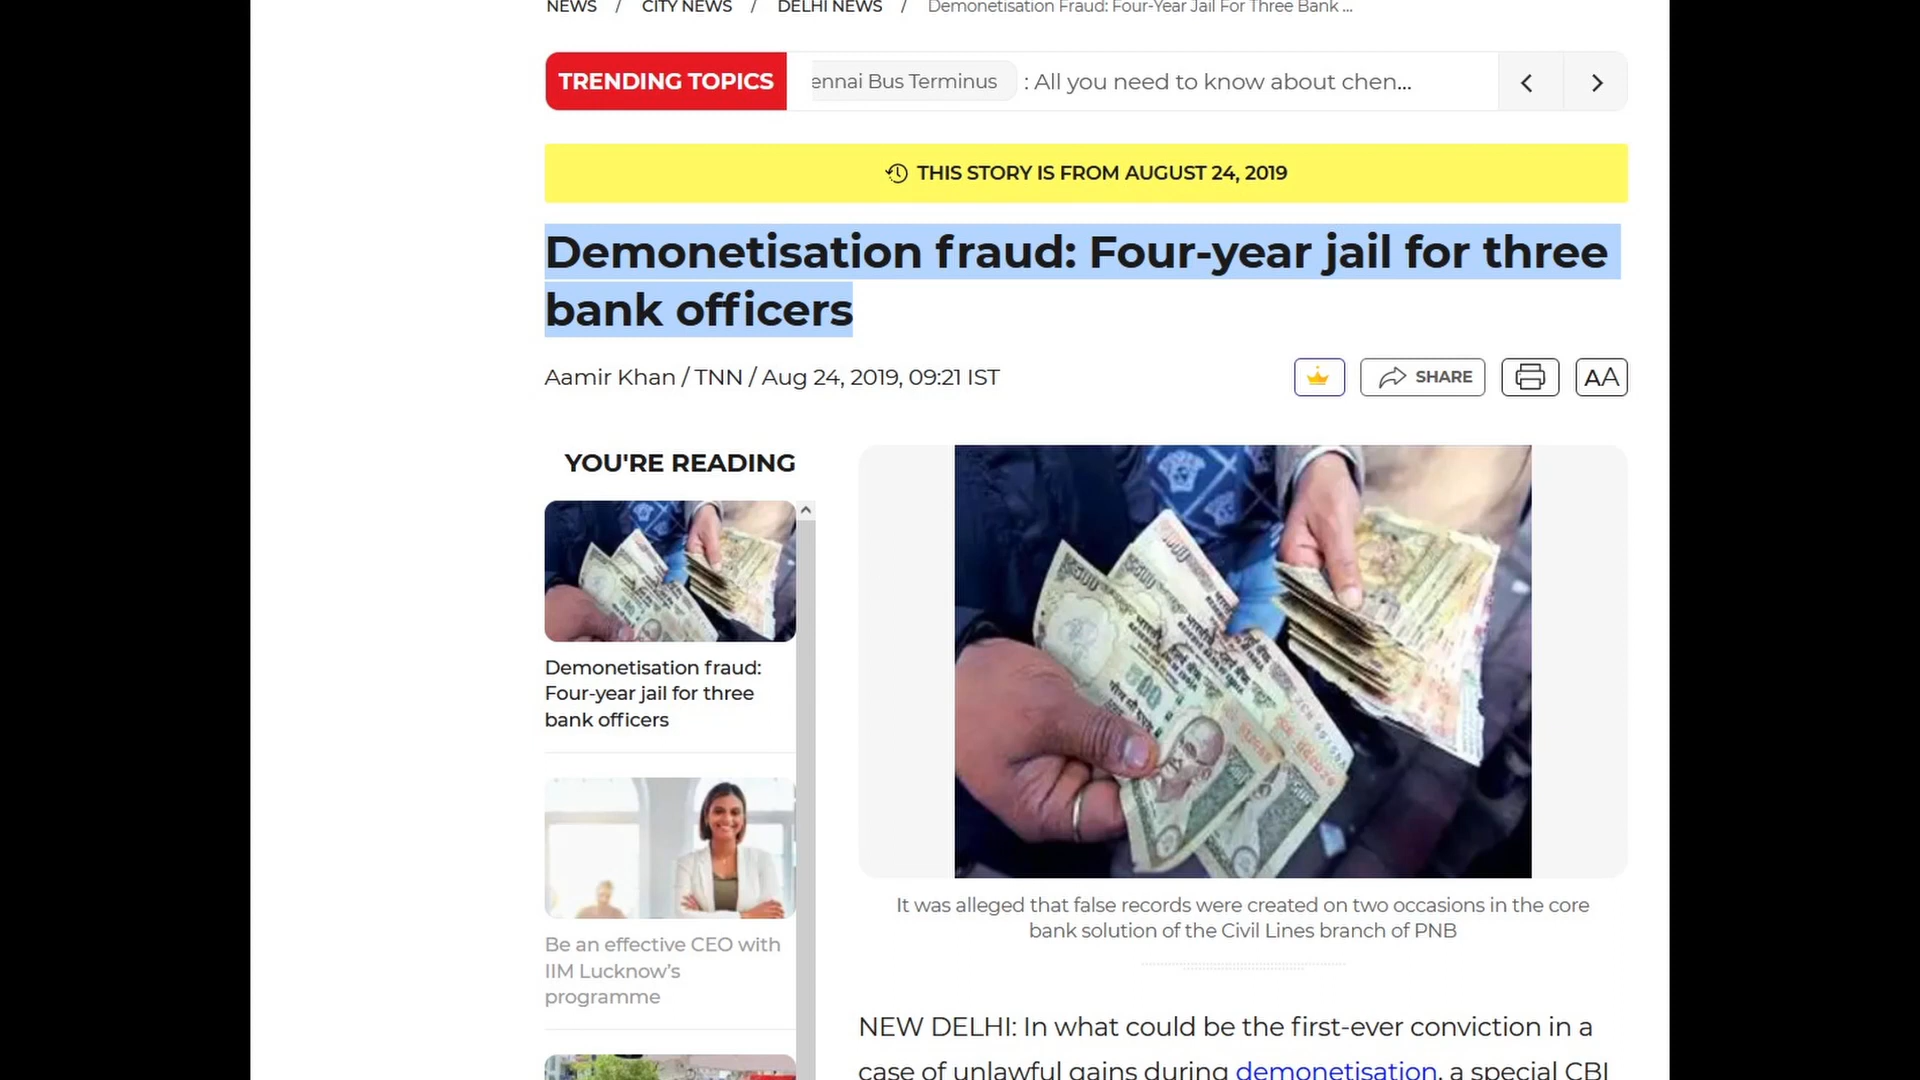 NEWS / CITY NEWS / DELHI NEWS / Demonetisation Fraud: Four-Year Jail For Three Bank ...
TRENDING TOPICS ennai Bus Terminus : All you need to know about chen...
THIS STORY IS FROM AUGUST 24, 2019
Demonetisation fraud: Four-year jail for three
bank officers
Aamir Khan / TNN / Aug 24, 2019, 09:21 IST
SHARE
AA
YOU'RE READING
Demonetisation fraud:
Four-year jail for three
bank officers
Be an effective CEO with
IIM Lucknow's
programme
It was alleged that false records were created on two occasions in the core
bank solution of the Civil Lines branch of PNB
NEW DELHI: In what could be the first-ever conviction in a
case of unlawful gains during demonetisation, a special CBI